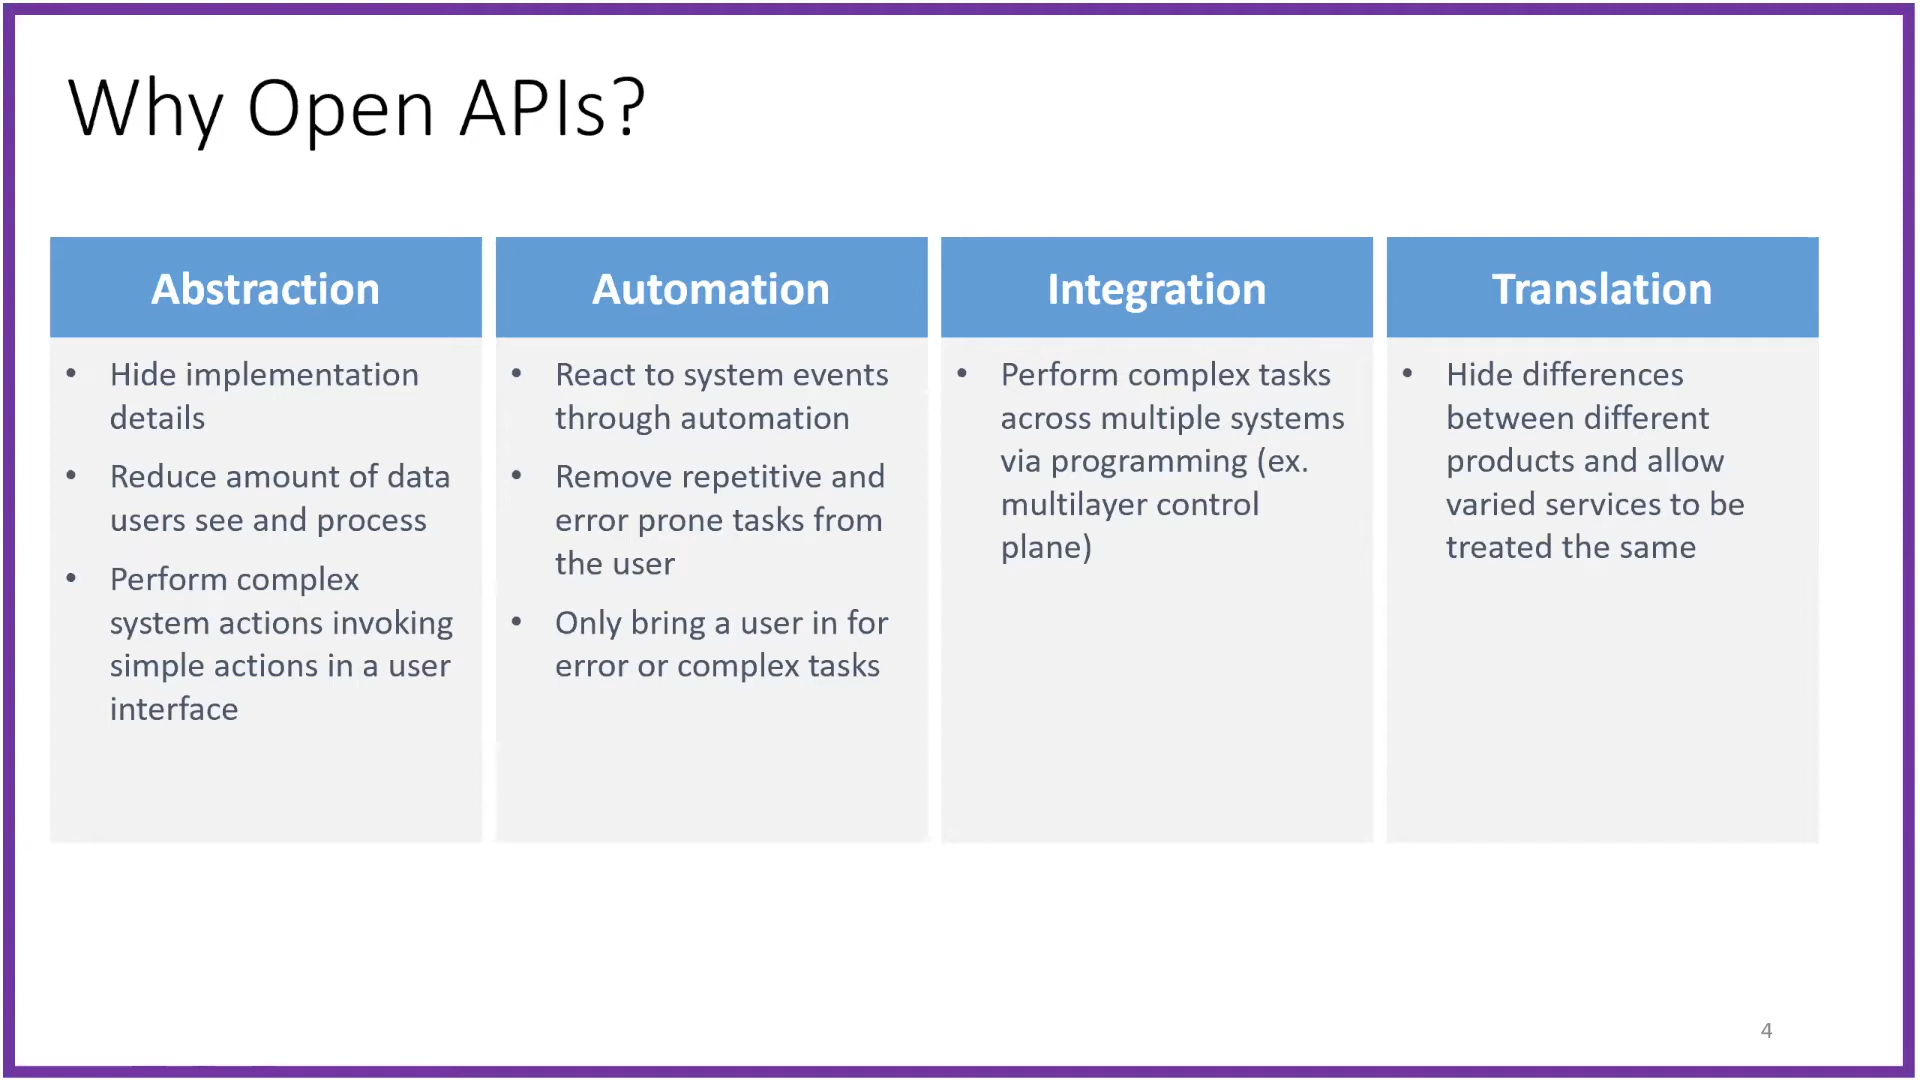 Why Open APIs?
Abstraction
• Hide implementation
details
• Reduce amount of data
users see and process
• Perform complex
system actions invoking
simple actions in a user
interface
Automation
• React to system events
through automation
• Remove repetitive and
error prone tasks from
the user
• Only bring a user in for
error or complex tasks
Integration
• Perform complex tasks
across multiple systems
via programming (ex.
multilayer control
plane)
Translation
• Hide differences
between different
products and allow
varied services to be
treated the same
4